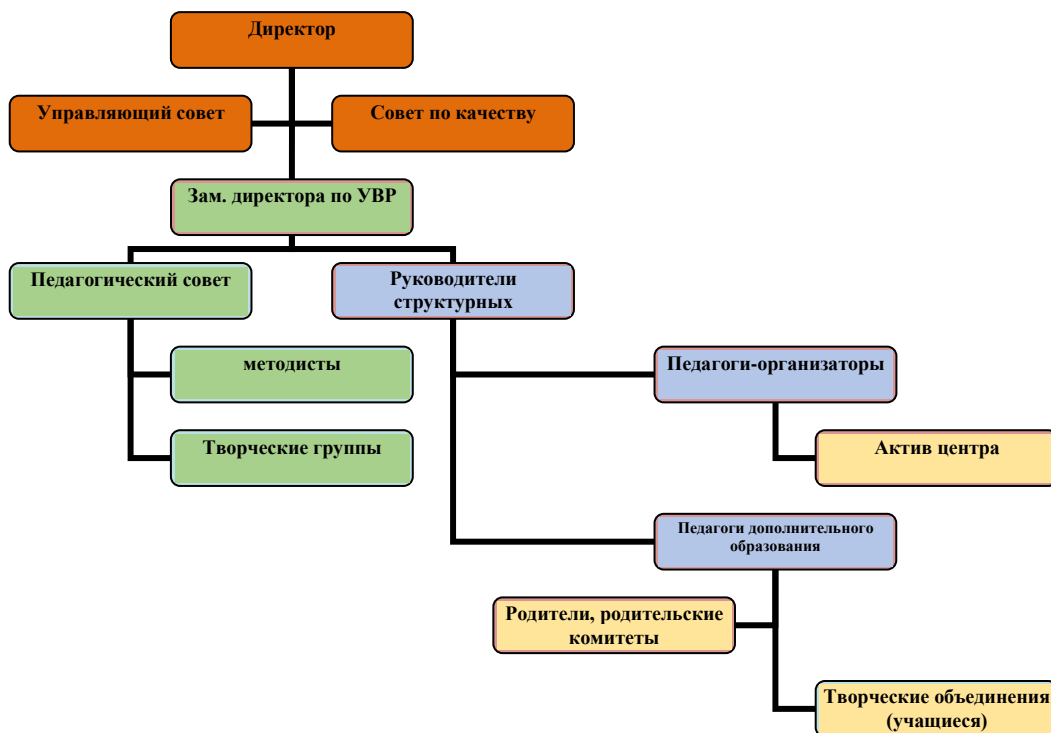 Директор
Управляющий совет
Совет по качеству
Зам. директора по УВР
Педагогический совет
Руководители
структурных
методисты
Педагоги-организаторы
Творческие группы
Актив центра
Педагоги дополнительного
образования
Родители, родительские
комитеты
Творческие объединения
(учащиеся)